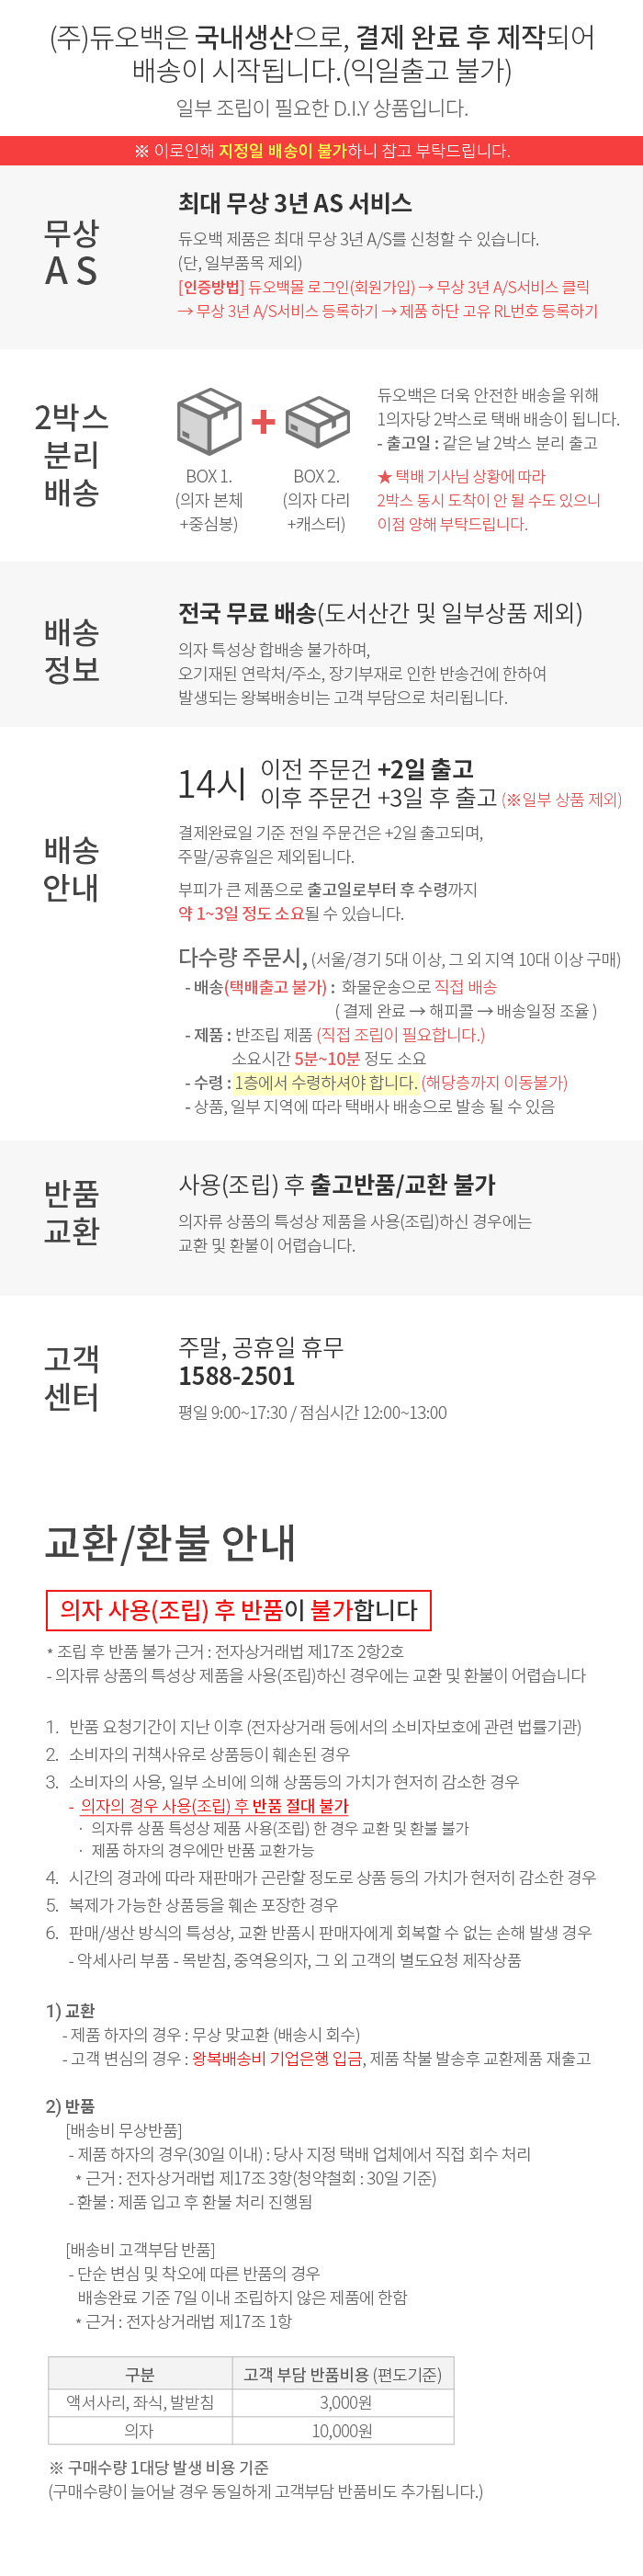 (주)듀오백은 국내생산으로, 결제 완료 후 제작되어
배송이 시작됩니다.(익일출고 불가)
일부 조립이 필요한 D.I.Y 상품입니다.
※ 이로인해 지정일 배송이 불가하니 참고 부탁드립니다.
무상
A S
최대 무상 3년 AS 서비스
듀오백 제품은 최대 무상 3년 A/S를 신청할 수 있습니다.
(단, 일부품목 제외)
[인증방법] 듀오백몰 로그인(회원가입) → 무상 3년 A/S서비스 클릭
→ 무상 3년 A/S서비스 등록하기 → 제품 하단 고유 RL번호 등록하기
2박스
분리
배송
BOX 1.
(의자 본체
+중심봉)
+
BOX 2.
(의자 다리
+캐스터)
듀오백은 더욱 안전한 배송을 위해
1의자당 2박스로 택배 배송이 됩니다.
- 출고일 : 같은 날 2박스 분리 출고
★ 택배 기사님 상황에 따라
2박스 동시 도착이 안 될 수도 있으니
이점 양해 부탁드립니다.
배송
정보
전국 무료 배송(도서산간 및 일부상품 제외)
의자 특성상 합배송 불가하며,
오기재된 연락처/주소, 장기부재로 인한 반송건에 한하여
발생되는 왕복배송비는 고객 부담으로 처리됩니다.
배송
안내
14시
이전 주문건 +2일 출고
이후 주문건 +3일 후 출고 (※일부 상품 제외)
결제완료일 기준 전일 주문건은 +2일 출고되며,
주말/공휴일은 제외됩니다.
부피가 큰 제품으로 출고일로부터 후 수령까지
약 1~3일 정도 소요될 수 있습니다.
다수량 주문시, (서울/경기 5대 이상, 그 외 지역 10대 이상 구매)
- 배송(택배출고 불가) : 화물운송으로 직접 배송
( 결제 완료 → 해피콜 → 배송일정 조율 )
- 제품 : 반조립 제품 (직접 조립이 필요합니다.)
소요시간 5분~10분 정도 소요
- 수령 : 1층에서 수령하셔야 합니다. (해당층까지 이동불가)
- 상품, 일부 지역에 따라 택배사 배송으로 발송 될 수 있음
반품
교환
사용(조립) 후 출고반품/교환 불가
의자류 상품의 특성상 제품을 사용(조립)하신 경우에는
교환 및 환불이 어렵습니다.
고객
센터
주말, 공휴일 휴무
1588-2501
평일 9:00~17:30 / 점심시간 12:00~13:00
교환/환불 안내
의자 사용(조립) 후 반품이 불가합니다
* 조립 후 반품 불가 근거 : 전자상거래법 제17조 2항2호
- 의자류 상품의 특성상 제품을 사용(조립)하신 경우에는 교환 및 환불이 어렵습니다
1. 반품 요청기간이 지난 이후 (전자상거래 등에서의 소비자보호에 관련 법률기관)
2. 소비자의 귀책사유로 상품등이 훼손된 경우
3. 소비자의 사용, 일부 소비에 의해 상품등의 가치가 현저히 감소한 경우
- 의자의 경우 사용(조립) 후 반품 절대 불가
· 의자류 상품 특성상 제품 사용(조립) 한 경우 교환 및 환불 불가
· 제품 하자의 경우에만 반품 교환가능
4. 시간의 경과에 따라 재판매가 곤란할 정도로 상품 등의 가치가 현저히 감소한 경우
5. 복제가 가능한 상품등을 훼손 포장한 경우
6. 판매/생산 방식의 특성상, 교환 반품시 판매자에게 회복할 수 없는 손해 발생 경우
- 악세사리 부품 - 목받침, 중역용의자, 그 외 고객의 별도요청 제작상품
1) 교환
- 제품 하자의 경우 : 무상 맞교환 (배송시 회수)
- 고객 변심의 경우 : 왕복배송비 기업은행 입금, 제품 착불 발송후 교환제품 재출고
2) 반품
[배송비 무상반품]
- 제품 하자의 경우(30일 이내) : 당사 지정 택배 업체에서 직접 회수 처리
* 근거 : 전자상거래법 제17조 3항(청약철회 : 30일 기준)
- 환불 : 제품 입고 후 환불 처리 진행됨
[배송비 고객부담 반품]
- 단순 변심 및 착오에 따른 반품의 경우
배송완료 기준 7일 이내 조립하지 않은 제품에 한함
* 근거 : 전자상거래법 제17조 1항
구분 고객 부담 반품비용 (편도기준)
액서사리, 좌식, 발받침 3,000원
의자 10,000원
※ 구매수량 1대당 발생 비용 기준
(구매수량이 늘어날 경우 동일하게 고객부담 반품비도 추가됩니다.)